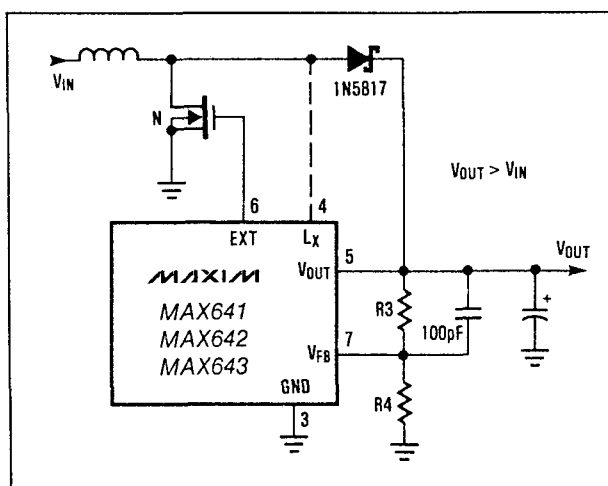 VIN
1N5817
N
VOUT > VIN
6
4
EXT
LX
VOUT
5
VOUT
MAXIM
MAX641
MAX642
MAX643
R3
100pF
+
VFB
7
GND
R4
3